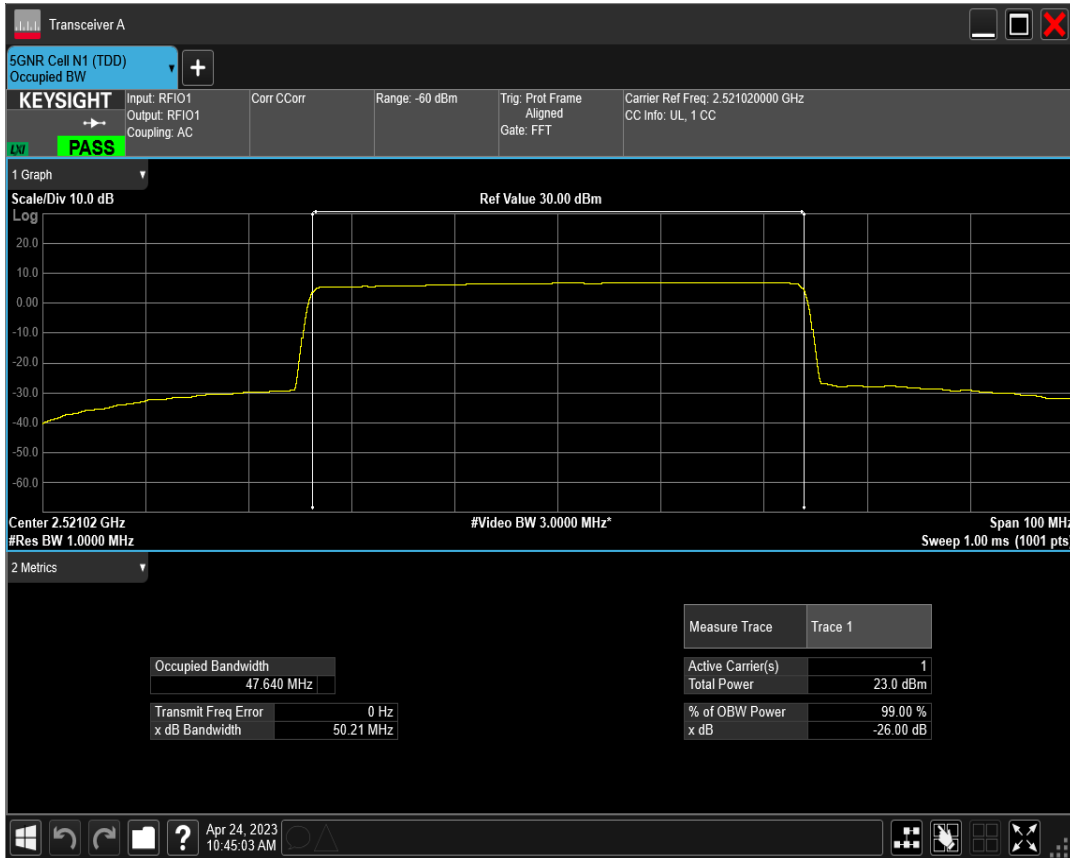 Transceiver A
5GNR Cell N1 (TDD)
Occupied BW
+
KEYSIGHT
LXI
PASS
Input: RFIO1
Output: RFIO1
Coupling: AC
Corr CCorr
Range: -60 dBm
Trig: Prot Frame
Aligned
Gate: FFT
Carrier Ref Freq: 2.521020000 GHz
CC Info: UL, 1 CC
1 Graph
Scale/Div 10.0 dB
Ref Value 30.00 dBm
Log
20.0
10.0
0.00
-10.0
-20.0
-30.0
-40.0
-50.0
-60.0
Center 2.52102 GHz
#Video BW 3.0000 MHz*
Span 100 MHz
#Res BW 1.0000 MHz
Sweep 1.00 ms (1001 pts)
2 Metrics
Measure Trace Trace 1
Occupied Bandwidth
47.640 MHz
Active Carrier(s) 1
Total Power 23.0 dBm
Transmit Freq Error 0 Hz
x dB Bandwidth 50.21 MHz
% of OBW Power 99.00 %
x dB -26.00 dB
?
Apr 24, 2023
10:45:03 AM